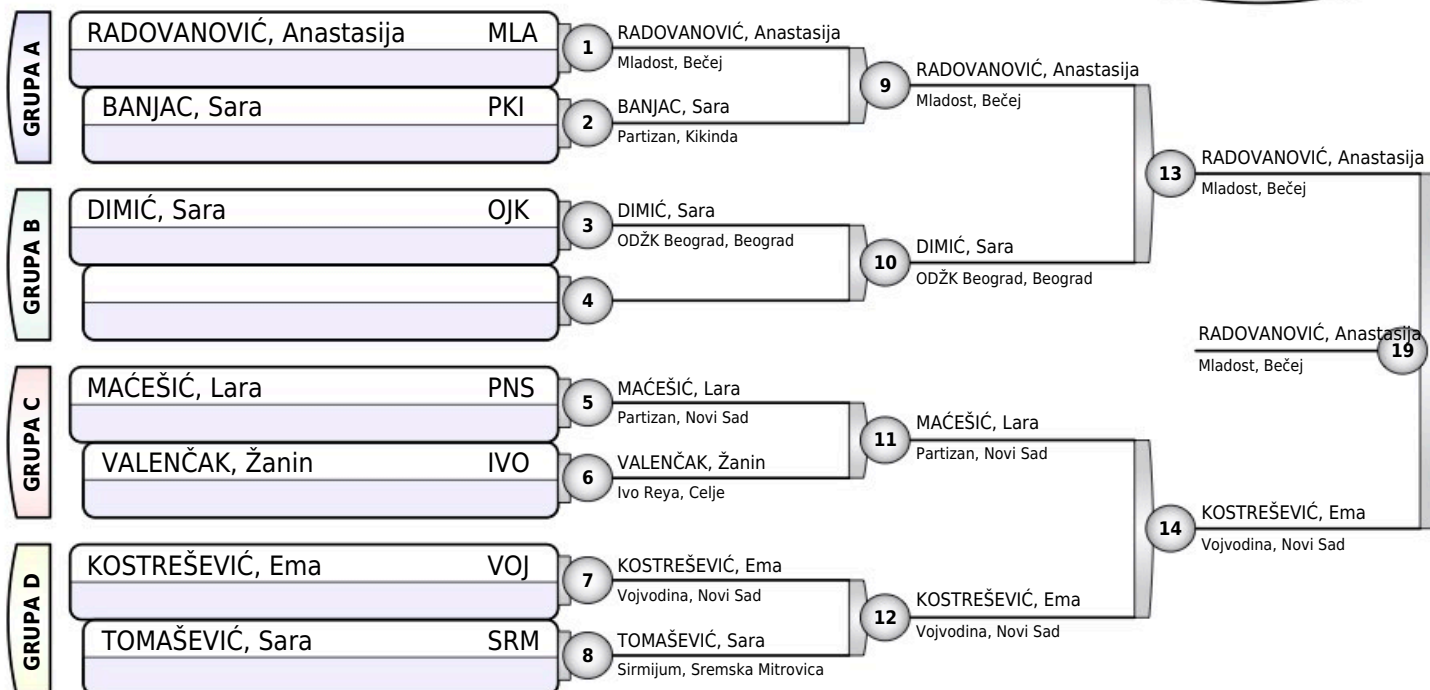 GRUPA A
RADOVANOVIĆ, Anastasija MLA
BANJAC, Sara PKI
1
RADOVANOVIĆ, Anastasija
Mladost, Bečej
2
BANJAC, Sara
Partizan, Kikinda
9
RADOVANOVIĆ, Anastasija
Mladost, Bečej
GRUPA B
DIMIĆ, Sara OJK
3
DIMIĆ, Sara
ODŽK Beograd, Beograd
4
10
DIMIĆ, Sara
ODŽK Beograd, Beograd
13
RADOVANOVIĆ, Anastasija
Mladost, Bečej
RADOVANOVIĆ, Anastasija
19
Mladost, Bečej
GRUPA C
MAĆEŠIĆ, Lara PNS
VALENČAK, Žanin IVO
5
MAĆEŠIĆ, Lara
Partizan, Novi Sad
6
VALENČAK, Žanin
Ivo Reya, Celje
11
MAĆEŠIĆ, Lara
Partizan, Novi Sad
GRUPA D
KOSTREŠEVIĆ, Ema VOJ
TOMAŠEVIĆ, Sara SRM
7
KOSTREŠEVIĆ, Ema
Vojvodina, Novi Sad
8
TOMAŠEVIĆ, Sara
Sirmijum, Sremska Mitrovica
12
KOSTREŠEVIĆ, Ema
Vojvodina, Novi Sad
14
KOSTREŠEVIĆ, Ema
Vojvodina, Novi Sad